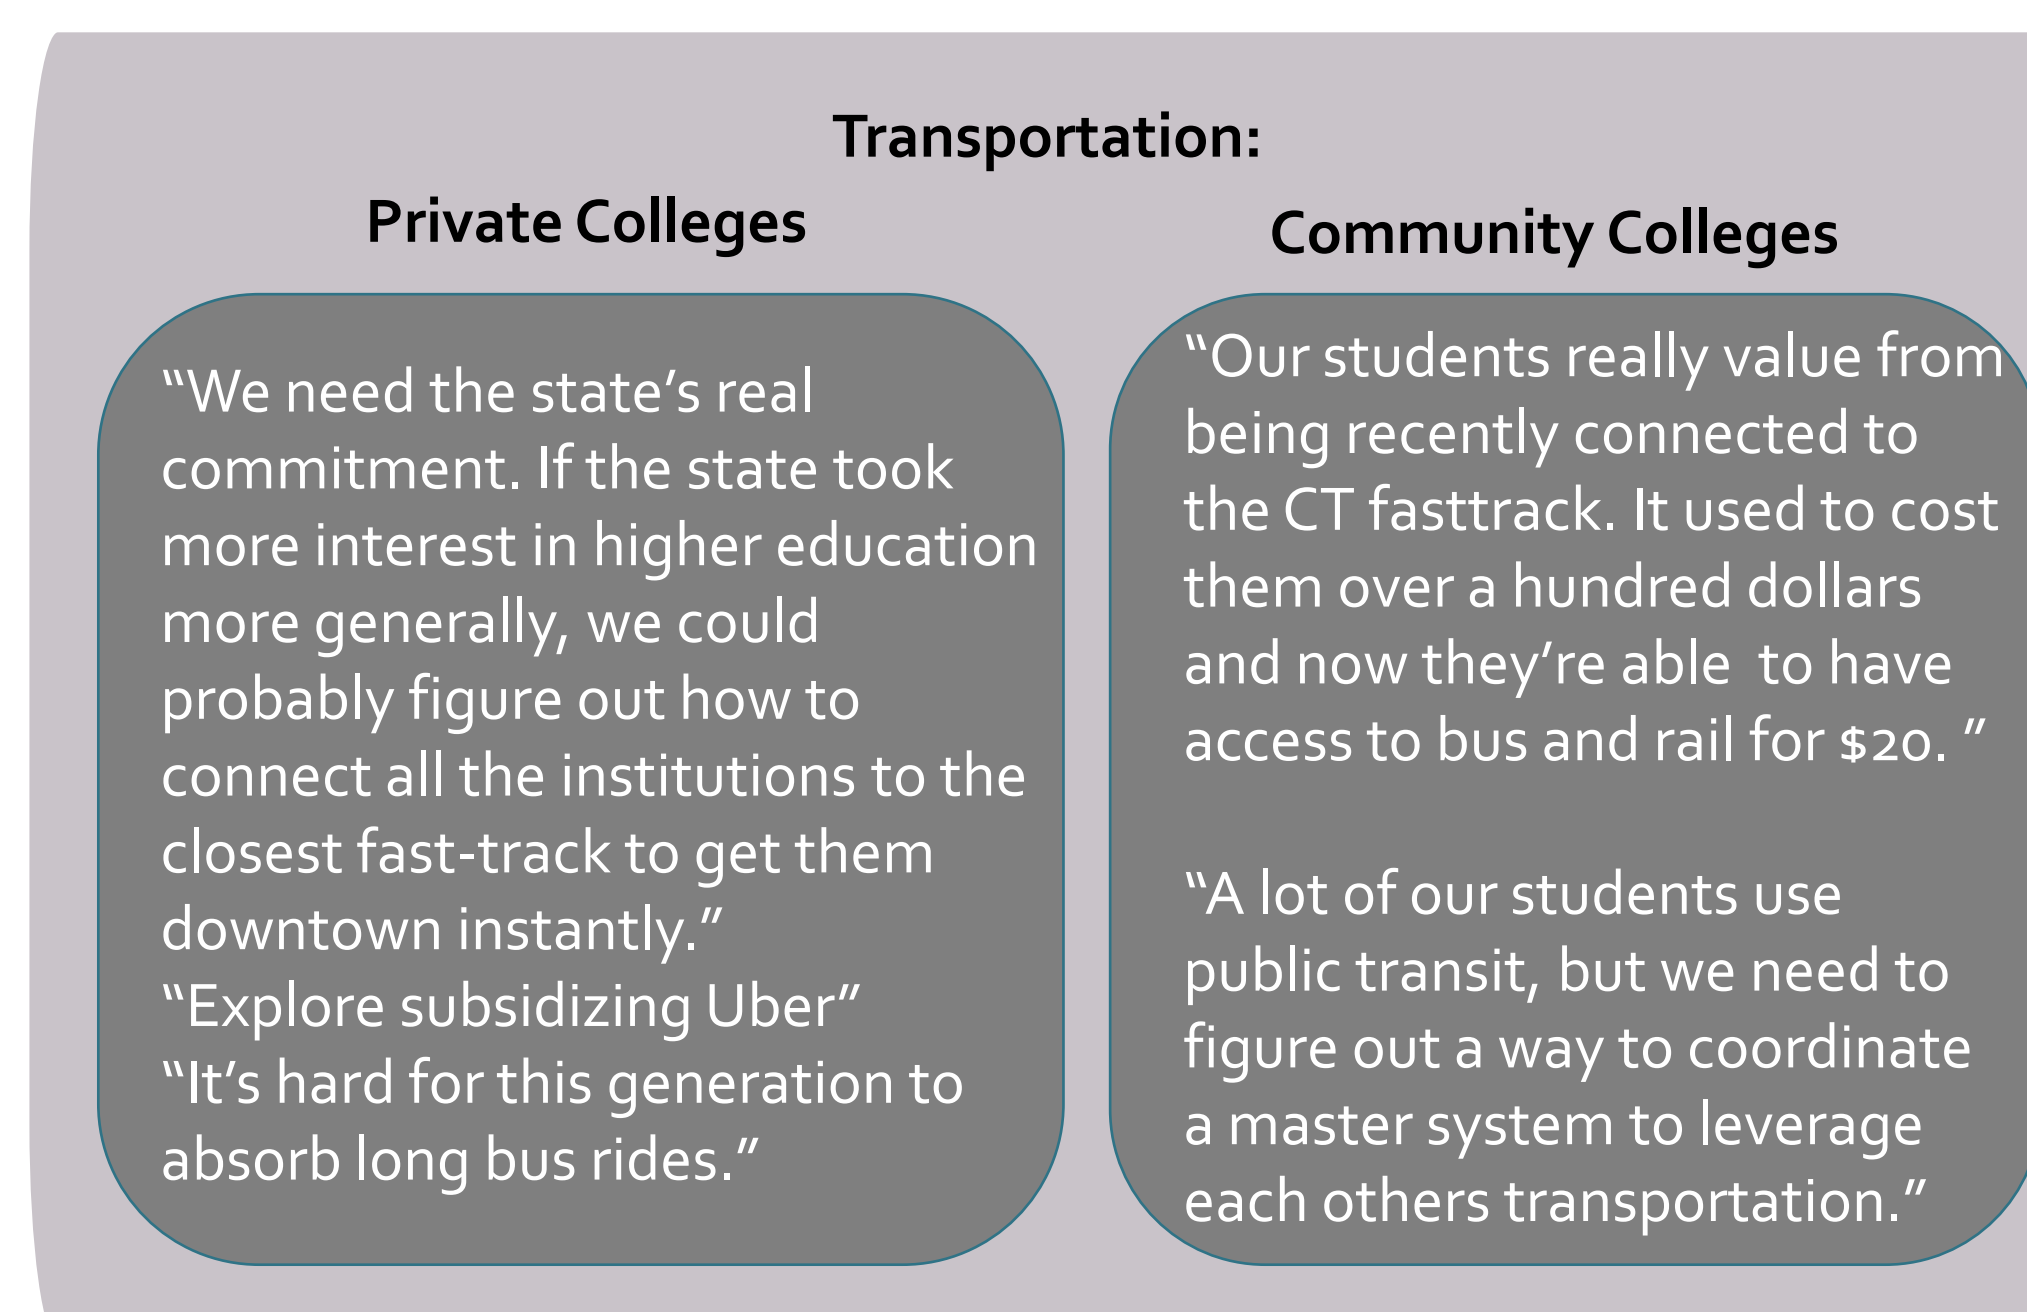 Transportation:
Private Colleges
“We need the state’s real
commitment. If the state took
more interest in higher education
more generally, we could
probably figure out how to
connect all the institutions to the
closest fast-track to get them
downtown instantly.”
“Explore subsidizing Uber”
“It’s hard for this generation to
absorb long bus rides.”
Community Colleges
“Our students really value from
being recently connected to
the CT fasttrack. It used to cost
them over a hundred dollars
and now they’re able  to have
access to bus and rail for $20. ”
“A lot of our students use
public transit, but we need to
figure out a way to coordinate
a master system to leverage
each others transportation.”